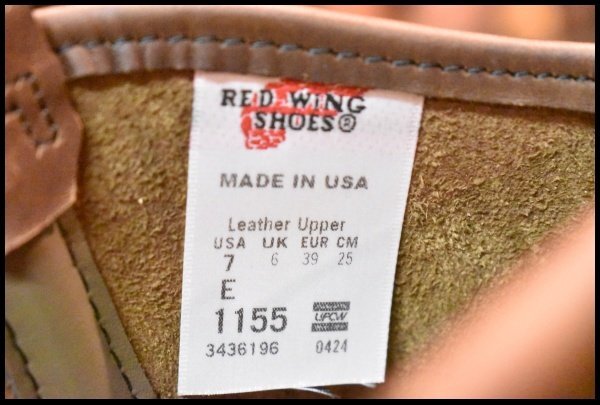 RED WING
SHOES®
MADE IN USA
Leather Upper
USA UK EUR CM
7 6 39 25
E
1155 UFCW
3436196 0424